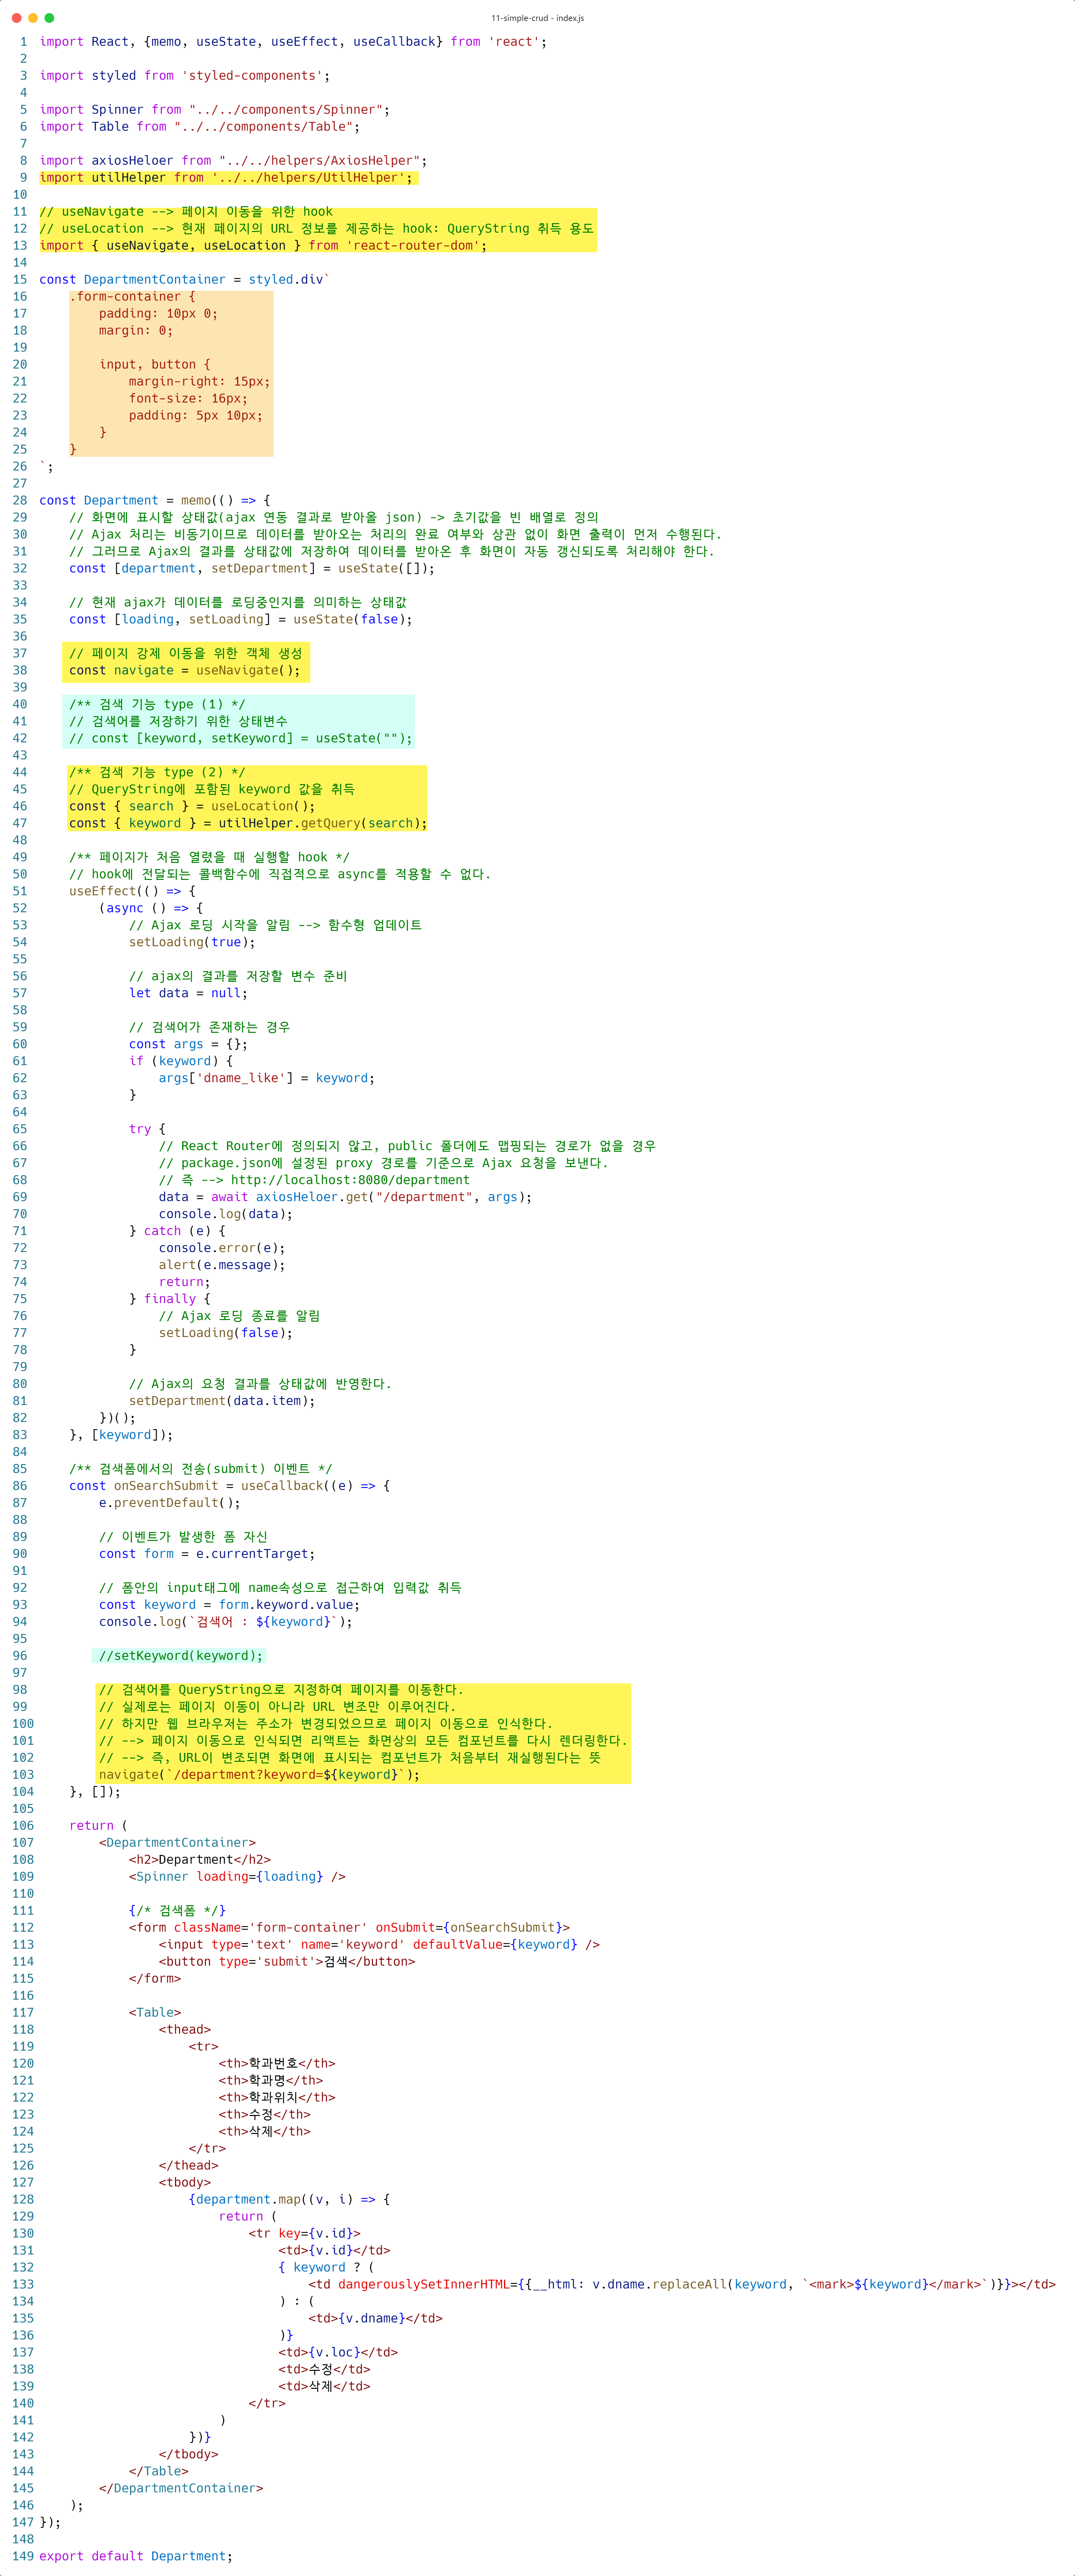 11-simple-crud - index.js
1 import React, {memo, useState, useEffect, useCallback} from 'react';
2
3 import styled from 'styled-components';
4
5 import Spinner from "../../components/Spinner";
6 import Table from "../../components/Table";
7
8 import axiosHeloer from "../../helpers/AxiosHelper";
9 import utilHelper from '../../helpers/UtilHelper';
10
11 // useNavigate --> 페이지 이동을 위한 hook
12 // useLocation --> 현재 페이지의 URL 정보를 제공하는 hook: QueryString 취득 용도
13 import { useNavigate, useLocation } from 'react-router-dom';
14
15 const DepartmentContainer = styled.div`
16     .form-container {
17         padding: 10px 0;
18         margin: 0;
19
20         input, button {
21             margin-right: 15px;
22             font-size: 16px;
23             padding: 5px 10px;
24         }
25     }
26 `;
27
28 const Department = memo(() => {
29     // 화면에 표시할 상태값(ajax 연동 결과로 받아올 json) -> 초기값을 빈 배열로 정의
30     // Ajax 처리는 비동기이므로 데이터를 받아오는 처리의 완료 여부와 상관 없이 화면 출력이 먼저 수행된다.
31     // 그러므로 Ajax의 결과를 상태값에 저장하여 데이터를 받아온 후 화면이 자동 갱신되도록 처리해야 한다.
32     const [department, setDepartment] = useState([]);
33
34     // 현재 ajax가 데이터를 로딩중인지를 의미하는 상태값
35     const [loading, setLoading] = useState(false);
36
37     // 페이지 강제 이동을 위한 객체 생성
38     const navigate = useNavigate();
39
40     /** 검색 기능 type (1) */
41     // 검색어를 저장하기 위한 상태변수
42     // const [keyword, setKeyword] = useState("");
43
44     /** 검색 기능 type (2) */
45     // QueryString에 포함된 keyword 값을 취득
46     const { search } = useLocation();
47     const { keyword } = utilHelper.getQuery(search);
48
49     /** 페이지가 처음 열렸을 때 실행할 hook */
50     // hook에 전달되는 콜백함수에 직접적으로 async를 적용할 수 없다.
51     useEffect(() => {
52         (async () => {
53             // Ajax 로딩 시작을 알림 --> 함수형 업데이트
54             setLoading(true);
55
56             // ajax의 결과를 저장할 변수 준비
57             let data = null;
58
59             // 검색어가 존재하는 경우
60             const args = {};
61             if (keyword) {
62                 args['dname_like'] = keyword;
63             }
64
65             try {
66                 // React Router에 정의되지 않고, public 폴더에도 맵핑되는 경로가 없을 경우
67                 // package.json에 설정된 proxy 경로를 기준으로 Ajax 요청을 보낸다.
68                 // 즉 --> http://localhost:8080/department
69                 data = await axiosHeloer.get("/department", args);
70                 console.log(data);
71             } catch (e) {
72                 console.error(e);
73                 alert(e.message);
74                 return;
75             } finally {
76                 // Ajax 로딩 종료를 알림
77                 setLoading(false);
78             }
79
80             // Ajax의 요청 결과를 상태값에 반영한다.
81             setDepartment(data.item);
82         })();
83     }, [keyword]);
84
85     /** 검색폼에서의 전송(submit) 이벤트 */
86     const onSearchSubmit = useCallback((e) => {
87         e.preventDefault();
88
89         // 이벤트가 발생한 폼 자신
90         const form = e.currentTarget;
91
92         // 폼안의 input태그에 name속성으로 접근하여 입력값 취득
93         const keyword = form.keyword.value;
94         console.log(`검색어 : ${keyword}`);
95
96         //setKeyword(keyword);
97
98         // 검색어를 QueryString으로 지정하여 페이지를 이동한다.
99         // 실제로는 페이지 이동이 아니라 URL 변조만 이루어진다.
100         // 하지만 웹 브라우저는 주소가 변경되었으므로 페이지 이동으로 인식한다.
101         // --> 페이지 이동으로 인식되면 리액트는 화면상의 모든 컴포넌트를 다시 렌더링한다.
102         // --> 즉, URL이 변조되면 화면에 표시되는 컴포넌트가 처음부터 재실행된다는 뜻
103         navigate(`/department?keyword=${keyword}`);
104     }, []);
105
106     return (
107         <DepartmentContainer>
108             <h2>Department</h2>
109             <Spinner loading={loading} />
110
111             {/* 검색폼 */}
112             <form className='form-container' onSubmit={onSearchSubmit}>
113                 <input type='text' name='keyword' defaultValue={keyword} />
114                 <button type='submit'>검색</button>
115             </form>
116
117             <Table>
118                 <thead>
119                     <tr>
120                         <th>학과번호</th>
121                         <th>학과명</th>
122                         <th>학과위치</th>
123                         <th>수정</th>
124                         <th>삭제</th>
125                     </tr>
126                 </thead>
127                 <tbody>
128                     {department.map((v, i) => {
129                         return (
130                             <tr key={v.id}>
131                                 <td>{v.id}</td>
132                                 { keyword ? (
133                                     <td dangerouslySetInnerHTML={{__html: v.dname.replaceAll(keyword, `<mark>${keyword}</mark>`)}}></td>
134                                 ) : (
135                                     <td>{v.dname}</td>
136                                 )}
137                                 <td>{v.loc}</td>
138                                 <td>수정</td>
139                                 <td>삭제</td>
140                             </tr>
141                         )
142                     })}
143                 </tbody>
144             </Table>
145         </DepartmentContainer>
146     );
147 });
148
149 export default Department;